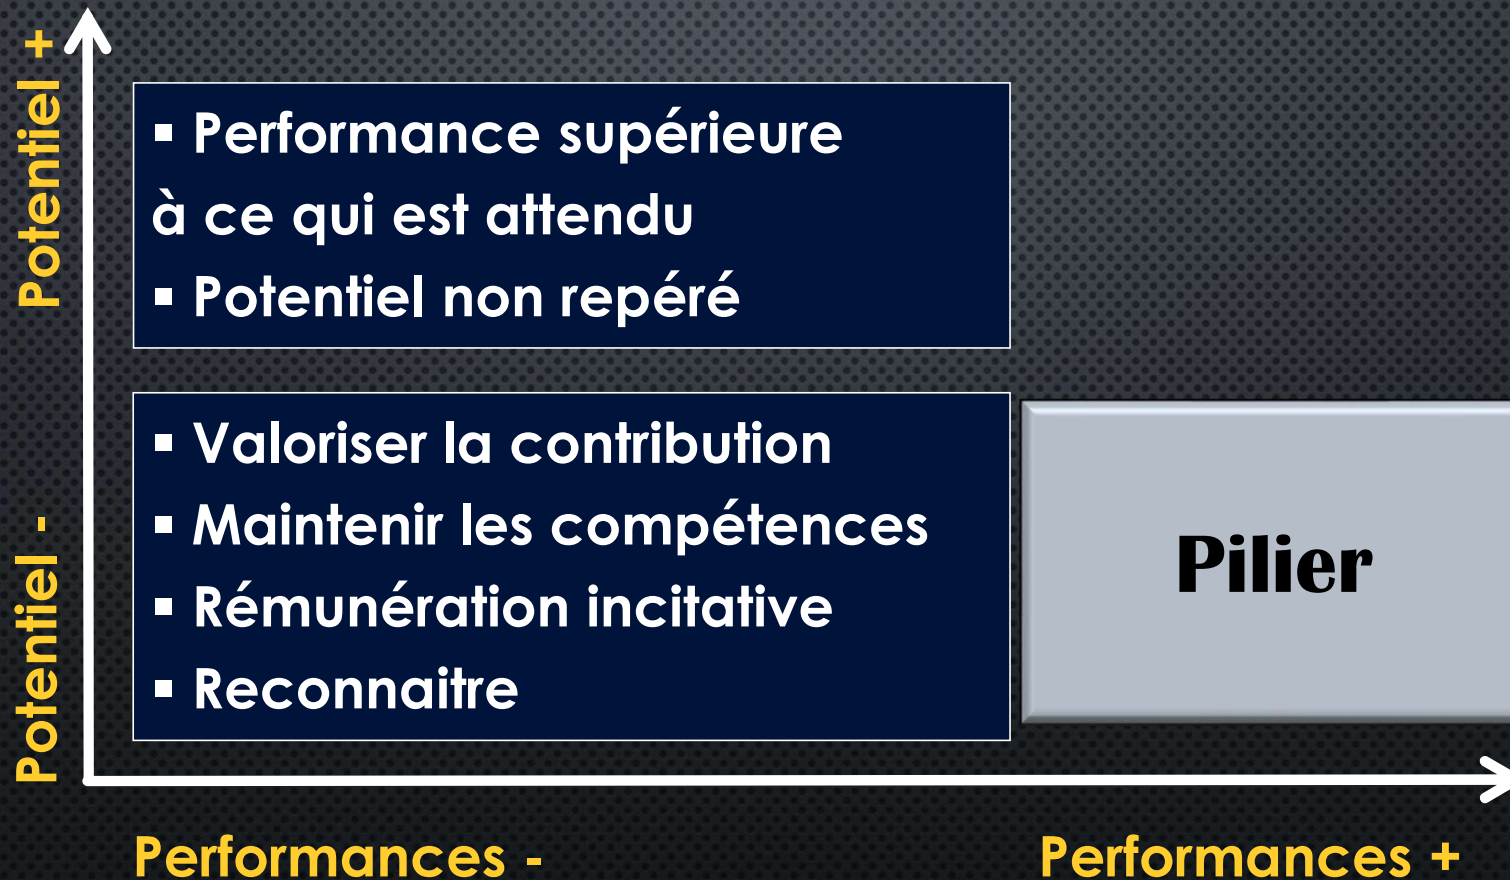 Potentiel +
▪ Performance supérieure
à ce qui est attendu
▪ Potentiel non repéré
Potentiel -
▪ Valoriser la contribution
▪ Maintenir les compétences
▪ Rémunération incitative
▪ Reconnaitre
Pilier
Performances -
Performances +